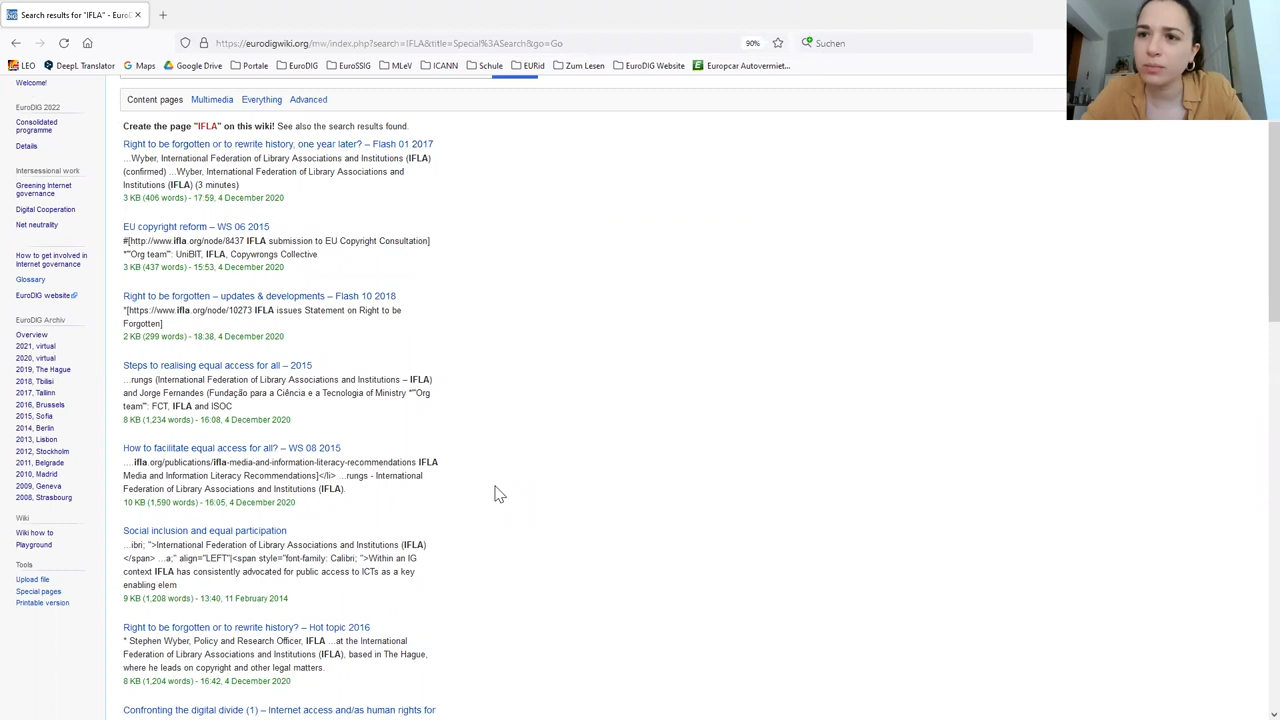 Search results for "IFLA" - Euro
https://eurodigwiki.org/mw/index.php?search=IFLA&title=Special%3ASearch&go=Go
90%
Suchen
LEO
DeepL Translator
Maps
Google Drive
Portale
EuroDIG
EuroSSIG
MLeV
ICANN
Schule
EURid
Zum Lesen
EuroDIG Website
Europcar Autovermiet...
Welcome!
EuroDIG 2022
Consolidated
programme
Details
Intersessional work
Greening Internet
governance
Digital Cooperation
Net neutrality
How to get involved in
Internet governance
Glossary
EuroDIG website
EuroDIG Archiv
Overview
2021, virtual
2020, virtual
2019, The Hague
2018, Tbilisi
2017, Tallinn
2016, Brussels
2015, Sofia
2014, Berlin
2013, Lisbon
2012, Stockholm
2011, Belgrade
2010, Madrid
2009, Geneva
2008, Strasbourg
Wiki
Wiki how to
Playground
Tools
Upload file
Special pages
Printable version
Content pages Multimedia Everything Advanced
Create the page "IFLA" on this wiki! See also the search results found.
Right to be forgotten or to rewrite history, one year later? – Flash 01 2017
...Wyber, International Federation of Library Associations and Institutions (IFLA)
(confirmed) ...Wyber, International Federation of Library Associations and
Institutions (IFLA) (3 minutes)
3 KB (406 words) - 17:59, 4 December 2020
EU copyright reform – WS 06 2015
#[http://www.ifla.org/node/8437 IFLA submission to EU Copyright Consultation]
*'''Org team''': UniBIT, IFLA, Copywrongs Collective
3 KB (437 words) - 15:53, 4 December 2020
Right to be forgotten – updates & developments – Flash 10 2018
*[https://www.ifla.org/node/10273 IFLA issues Statement on Right to be
Forgotten]
2 KB (299 words) - 18:38, 4 December 2020
Steps to realising equal access for all – 2015
...rungs (International Federation of Library Associations and Institutions – IFLA)
and Jorge Fernandes (Fundação para a Ciência e a Tecnologia of Ministry *'''Org
team''': FCT, IFLA and ISOC
8 KB (1,234 words) - 16:08, 4 December 2020
How to facilitate equal access for all? – WS 08 2015
....ifla.org/publications/ifla-media-and-information-literacy-recommendations IFLA
Media and Information Literacy Recommendations]</li> ...rungs - International
Federation of Library Associations and Institutions (IFLA).
10 KB (1,590 words) - 16:05, 4 December 2020
Social inclusion and equal participation
...ibri; ">International Federation of Library Associations and Institutions (IFLA)
</span> ...a;" align="LEFT"|<span style="font-family: Calibri; ">Within an IG
context IFLA has consistently advocated for public access to ICTs as a key
enabling elem
9 KB (1,208 words) - 13:40, 11 February 2014
Right to be forgotten or to rewrite history? – Hot topic 2016
* Stephen Wyber, Policy and Research Officer, IFLA ...at the International
Federation of Library Associations and Institutions (IFLA), based in The Hague,
where he leads on copyright and other legal matters.
8 KB (1,204 words) - 16:42, 4 December 2020
Confronting the digital divide (1) – Internet access and/as human rights for